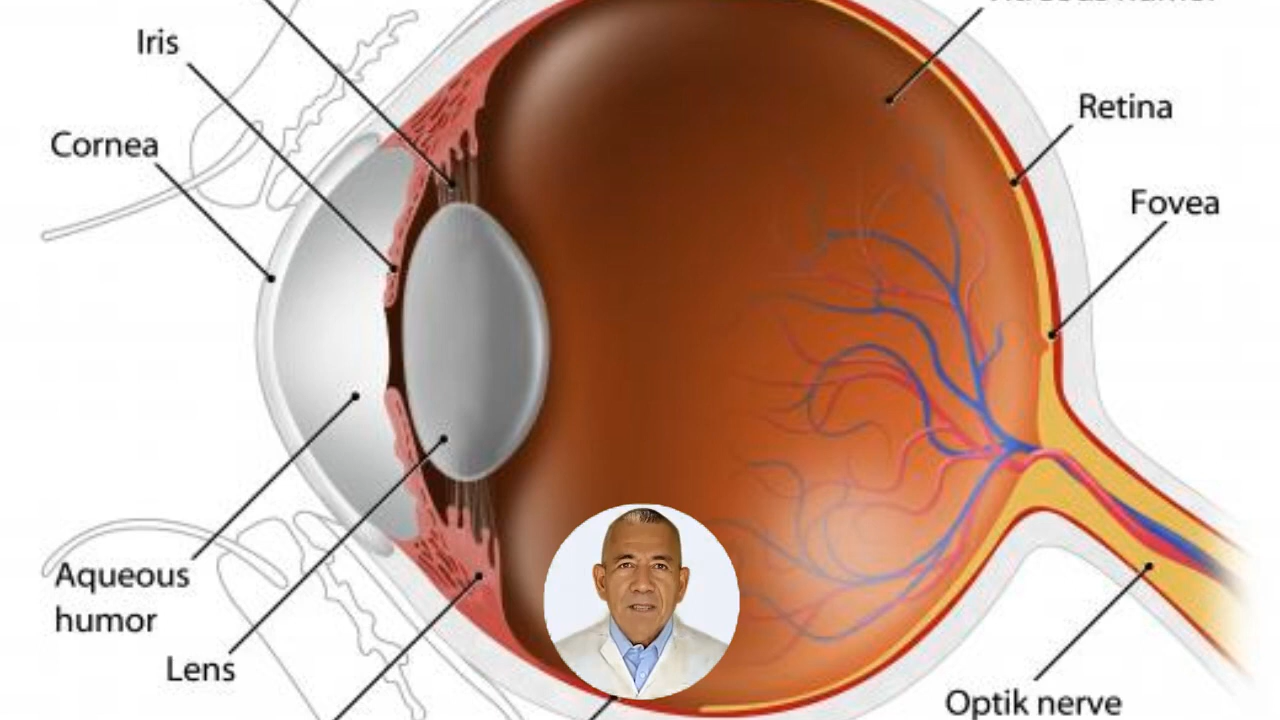 Iris
Retina
Cornea
Fovea
Aqueous
humor
Lens
Optik nerve